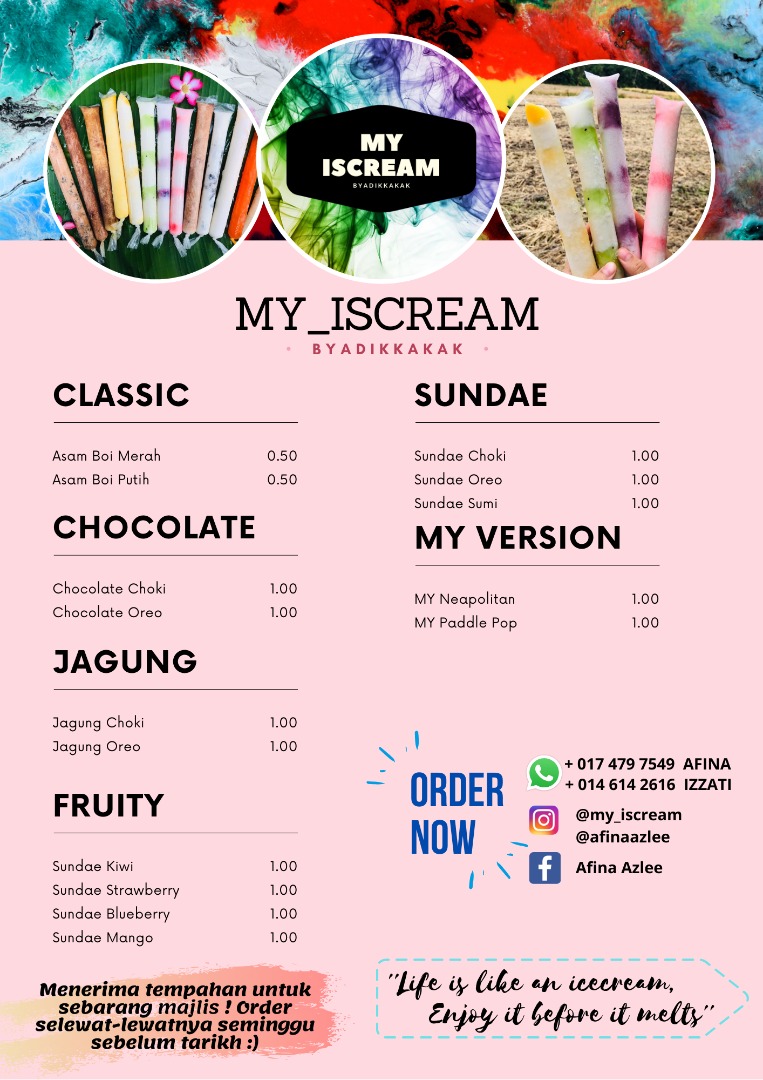 MY
ISCREAM
BYADIKKAKAK
MY_ISCREAM
BYADIKKAKAK
CLASSIC
Asam Boi Merah 0.50
Asam Boi Putih 0.50
CHOCOLATE
Chocolate Choki 1.00
Chocolate Oreo 1.00
JAGUNG
Jagung Choki 1.00
Jagung Oreo 1.00
FRUITY
Sundae Kiwi 1.00
Sundae Strawberry 1.00
Sundae Blueberry 1.00
Sundae Mango 1.00
Menerima tempahan untuk
sebarang majlis ! Order
selewat-lewatnya seminggu
sebelum tarikh :)
SUNDAE
Sundae Choki 1.00
Sundae Oreo 1.00
Sundae Sumi 1.00
MY VERSION
MY Neapolitan 1.00
MY Paddle Pop 1.00
ORDER
NOW
+ 017 479 7549 AFINA
+ 014 614 2616 IZZATI
@my_iscream
@afinaazlee
Afina Azlee
"Life is like an icecream,
Enjoy it before it melts"